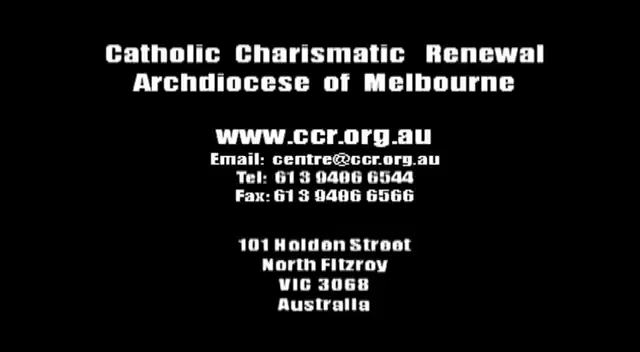 Catholic Charismatic Renewal
Archdiocese of Melbourne
www.ccr.org.au
Email: centre@ccr.org.au
Tel: 61 3 9486 6544
Fax: 61 3 9486 6566
101 Holden Street
North Fitzroy
VIC 3068
Australia